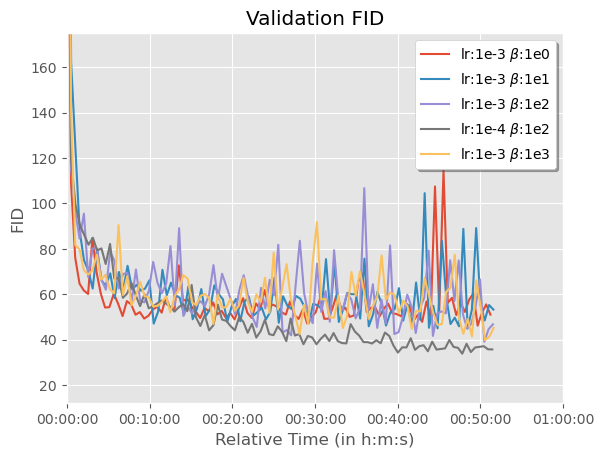 Validation FID
lr:1e-3 β:1e0
lr:1e-3 β:1e1
lr:1e-3 β:1e2
lr:1e-4 β:1e2
lr:1e-3 β:1e3
160
140
120
100
80
60
40
20
FID
00:00:00 00:10:00 00:20:00 00:30:00 00:40:00 00:50:00 01:00:00
Relative Time (in h:m:s)